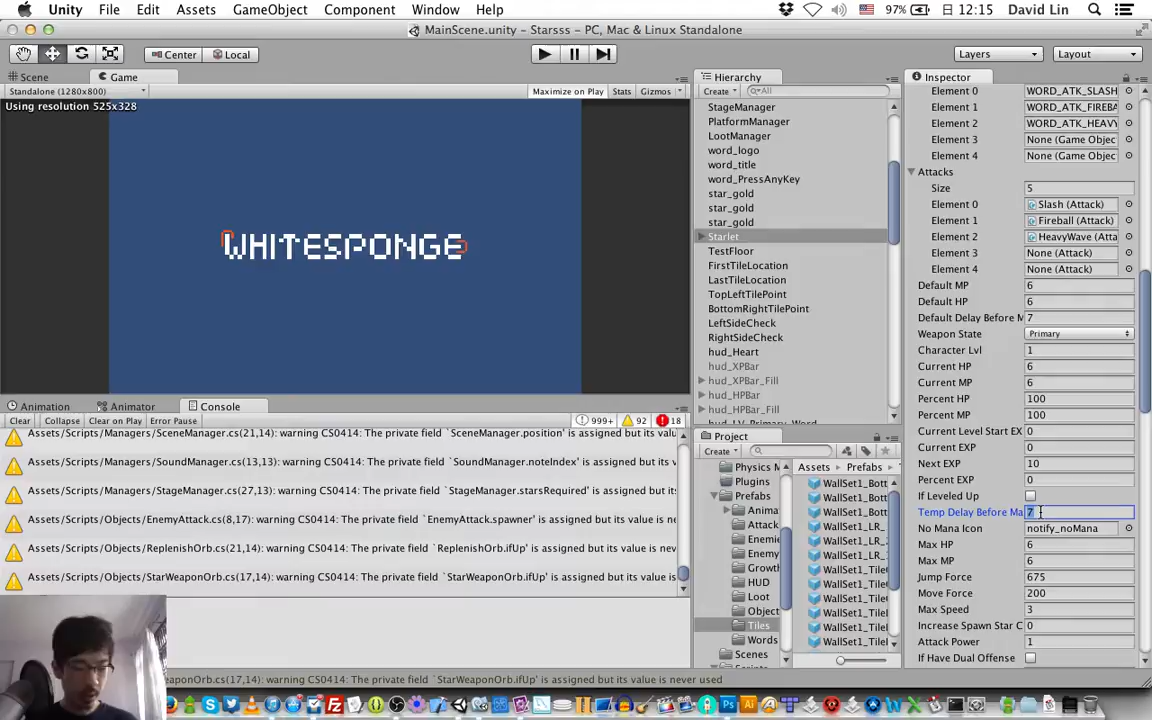 Unity File Edit Assets GameObject Component Window Help 97% 12:15 David Lin
MainScene.unity - Starsss - PC, Mac & Linux Standalone
Center Local Layers Layout
Scene Game
Standalone (1280x800) Maximize on Play Stats Gizmos
Using resolution 525x328
WHITESPONGE
Hierarchy
Create All
StageManager
PlatformManager
LootManager
word_logo
word_title
word_PressAnyKey
star_gold
star_gold
star_gold
Starlet
TestFloor
FirstTileLocation
LastTileLocation
TopLeftTilePoint
BottomRightTilePoint
LeftSideCheck
RightSideCheck
hud_Heart
hud_XPBar
hud_XPBar_Fill
hud_HPBar
hud_HPBar_Fill
hud_LV_Primary_Word
Inspector
Element 0 WORD_ATK_SLASH
Element 1 WORD_ATK_FIREBA
Element 2 WORD_ATK_HEAVY
Element 3 None (Game Objec
Element 4 None (Game Objec
Attacks
Size 5
Element 0 Slash (Attack)
Element 1 Fireball (Attack)
Element 2 HeavyWave (Atta
Element 3 None (Attack)
Element 4 None (Attack)
Default MP 6
Default HP 6
Default Delay Before M 7
Weapon State Primary
Character Lvl 1
Current HP 6
Current MP 6
Percent HP 100
Percent MP 100
Current Level Start EX 0
Current EXP 0
Next EXP 10
Percent EXP 0
If Leveled Up
Temp Delay Before Ma 7
No Mana Icon notify_noMana
Max HP 6
Max MP 6
Jump Force 675
Move Force 200
Max Speed 3
Increase Spawn Star C 0
Attack Power 1
If Have Dual Offense
Animation Animator Console
Clear Collapse Clear on Play Error Pause 999+ 92 18
Assets/Scripts/Managers/SceneManager.cs(21,14): warning CS0414: The private field `SceneManager.position' is assigned but its valu
Assets/Scripts/Managers/SoundManager.cs(13,13): warning CS0414: The private field `SoundManager.noteIndex' is assigned but its
Assets/Scripts/Managers/StageManager.cs(27,13): warning CS0414: The private field `StageManager.starsRequired' is assigned but
Assets/Scripts/Objects/EnemyAttack.cs(8,17): warning CS0414: The private field `EnemyAttack.spawner' is assigned but its value is
Assets/Scripts/Objects/ReplenishOrb.cs(21,14): warning CS0414: The private field `ReplenishOrb.ifUp' is assigned but its value is nev
Assets/Scripts/Objects/StarWeaponOrb.cs(17,14): warning CS0414: The private field `StarWeaponOrb.ifUp' is assigned but its value is
Project
Create
Physics M
Plugins
Prefabs
Anima
Attack
Enemie
Enemy
Growth
HUD
Loot
Object
Tiles
Words
Scenes
Assets Prefabs
WallSet1_Bott
WallSet1_Bott
WallSet1_Bott
WallSet1_LR_
WallSet1_LR_
WallSet1_LR_
WallSet1_Tile
WallSet1_Tile
WallSet1_Tile
WallSet1_Tile
WallSet1_Tile
WallSet1_Tile
aponOrb.cs(17,14): warning CS0414: The private field `StarWeaponOrb.ifUp' is assigned but its value is never used